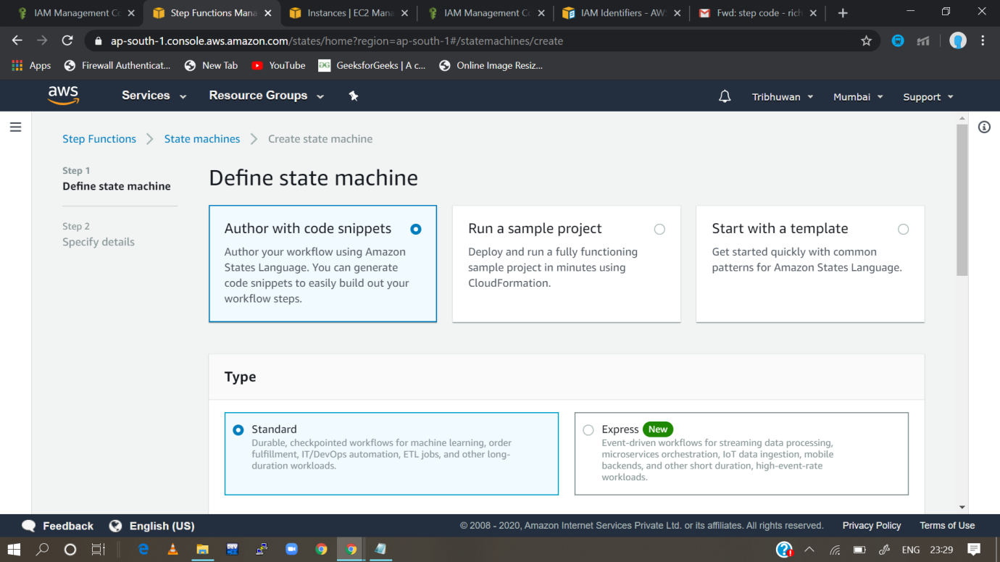 IAM Management Co
Step Functions Mana
Instances | EC2 Mana
IAM Management Co
IAM Identifiers - AW
Fwd: step code - rich
ap-south-1.console.aws.amazon.com/states/home?region=ap-south-1#/statemachines/create
Apps
Firewall Authenticat...
New Tab
YouTube
GeeksforGeeks | A c...
Online Image Resiz...
aws
Services
Resource Groups
Tribhuwan
Mumbai
Support
Step Functions
State machines
Create state machine
Step 1
Define state machine
Step 2
Specify details
Define state machine
Author with code snippets
Author your workflow using Amazon
States Language. You can generate
code snippets to easily build out your
workflow steps.
Run a sample project
Deploy and run a fully functioning
sample project in minutes using
CloudFormation.
Start with a template
Get started quickly with common
patterns for Amazon States Language.
Type
Standard
Durable, checkpointed workflows for machine learning, order
fulfillment, IT/DevOps automation, ETL jobs, and other long-
duration workloads.
Express New
Event-driven workflows for streaming data processing,
microservices orchestration, IoT data ingestion, mobile
backends, and other short duration, high-event-rate
workloads.
Feedback
English (US)
© 2008 - 2020, Amazon Internet Services Private Ltd. or its affiliates. All rights reserved.
Privacy Policy
Terms of Use
DEV
ENG
23:29